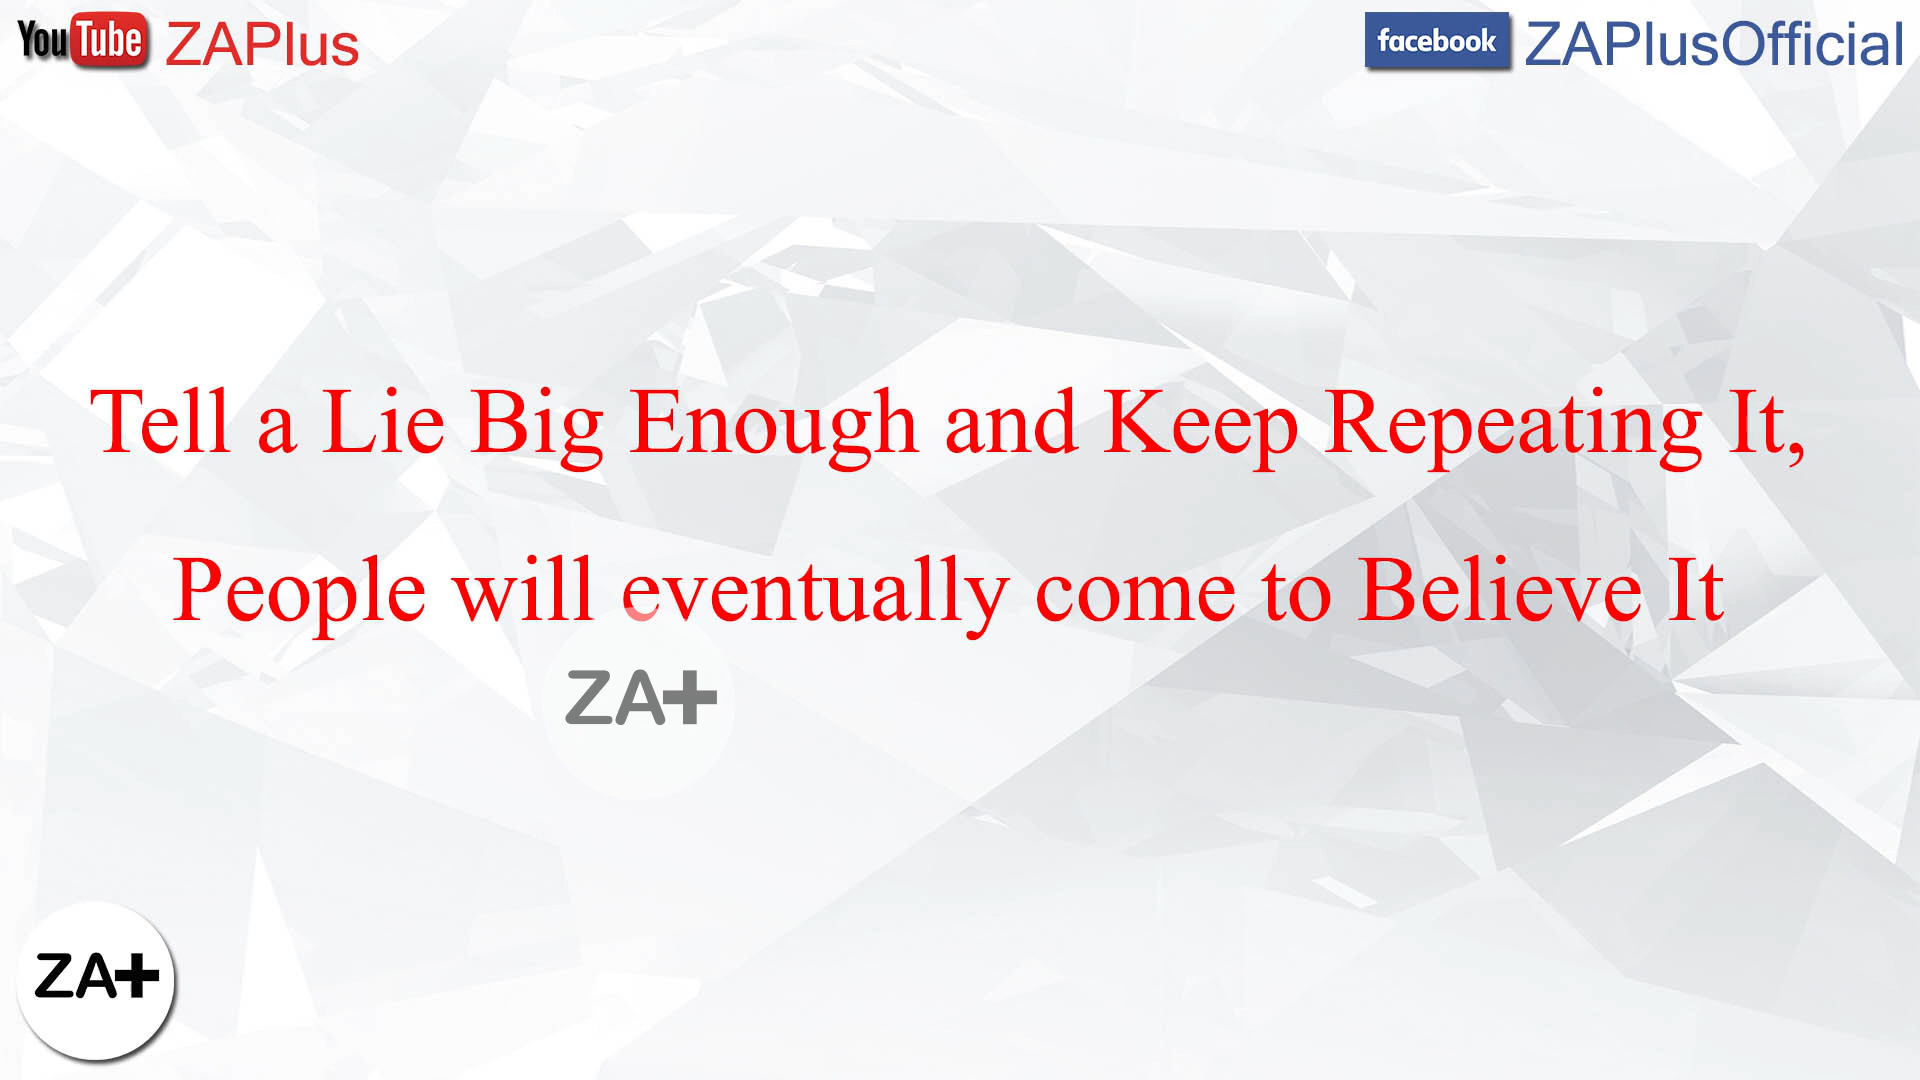 YouTube ZAPlus
facebook ZAPlusOfficial
Tell a Lie Big Enough and Keep Repeating It,
People will eventually come to Believe It
ZA+
ZA+